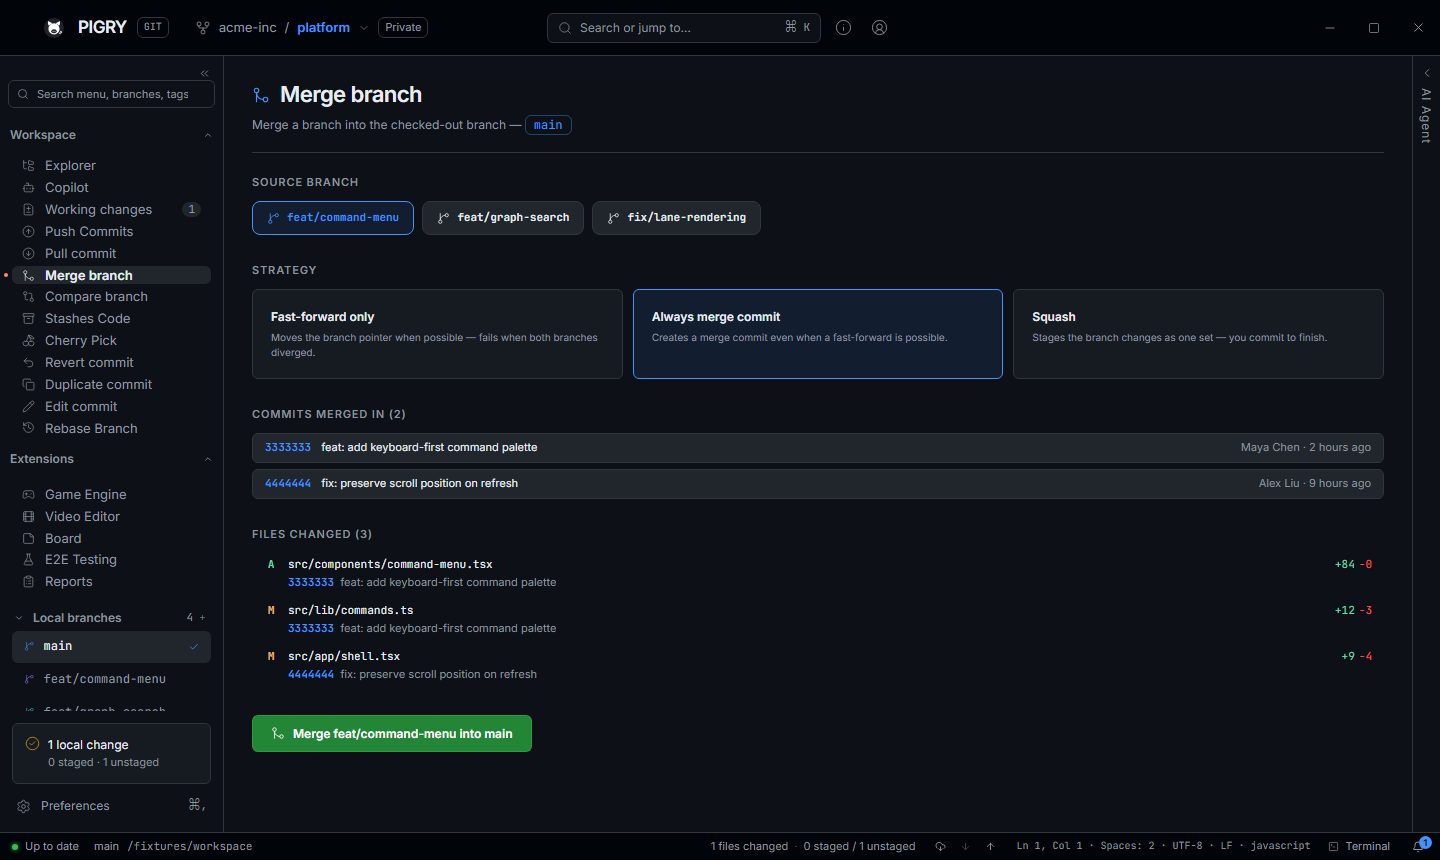 PIGRY GIT acme-inc / platform Private Search or jump to... ⌘ K
Search menu, branches, tags
Workspace
Explorer
Copilot
Working changes 1
Push Commits
Pull commit
Merge branch
Compare branch
Stashes Code
Cherry Pick
Revert commit
Duplicate commit
Edit commit
Rebase Branch
Extensions
Game Engine
Video Editor
Board
E2E Testing
Reports
Local branches 4 +
main
feat/command-menu
feat/graph-search
1 local change
0 staged · 1 unstaged
Preferences ⌘,
Merge branch
Merge a branch into the checked-out branch — main
SOURCE BRANCH
feat/command-menu feat/graph-search fix/lane-rendering
STRATEGY
Fast-forward only
Moves the branch pointer when possible — fails when both branches
diverged.
Always merge commit
Creates a merge commit even when a fast-forward is possible.
Squash
Stages the branch changes as one set — you commit to finish.
COMMITS MERGED IN (2)
3333333 feat: add keyboard-first command palette Maya Chen · 2 hours ago
4444444 fix: preserve scroll position on refresh Alex Liu · 9 hours ago
FILES CHANGED (3)
A src/components/command-menu.tsx +84 -0
3333333 feat: add keyboard-first command palette
M src/lib/commands.ts +12 -3
3333333 feat: add keyboard-first command palette
M src/app/shell.tsx +9 -4
4444444 fix: preserve scroll position on refresh
Merge feat/command-menu into main
AI Agent
Up to date main /fixtures/workspace 1 files changed · 0 staged / 1 unstaged Ln 1, Col 1 · Spaces: 2 · UTF-8 · LF · javascript Terminal 1